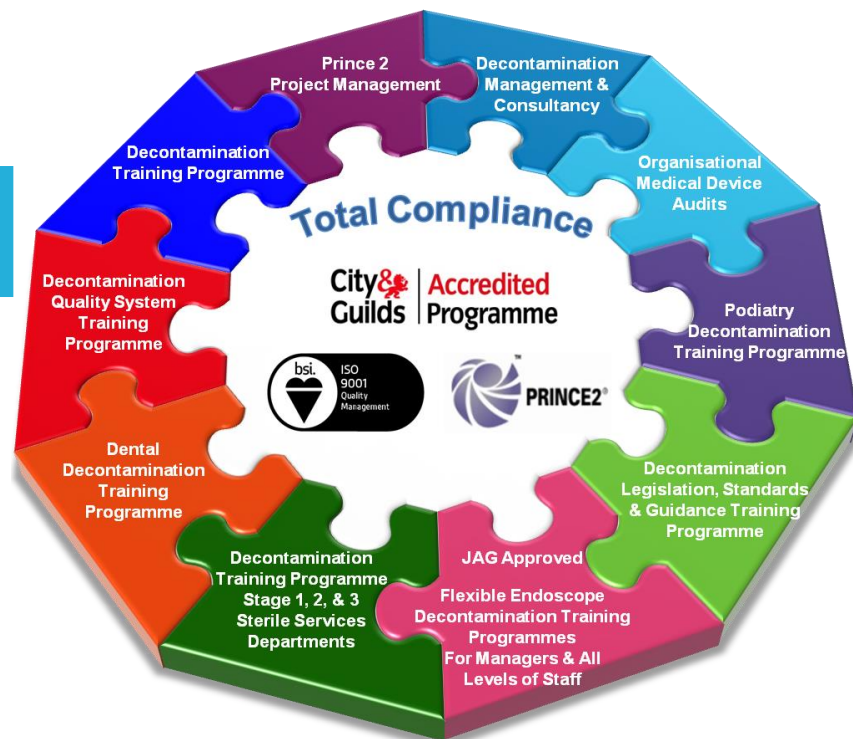 Prince 2
Project Management
Decontamination
Management &
Consultancy
Organisational
Medical Device
Audits
Podiatry
Decontamination
Training Programme
Decontamination
Legislation, Standards
& Guidance Training
Programme
JAG Approved
Flexible Endoscope
Decontamination Training
Programmes
For Managers & All
Levels of Staff
Decontamination
Training Programme
Stage 1, 2, & 3
Sterile Services
Departments
Dental
Decontamination
Training
Programme
Decontamination
Quality System
Training
Programme
Decontamination
Training Programme
Total Compliance
City&
Guilds
Accredited
Programme
bsi.
ISO
9001
Quality
Management
PRINCE2®
™